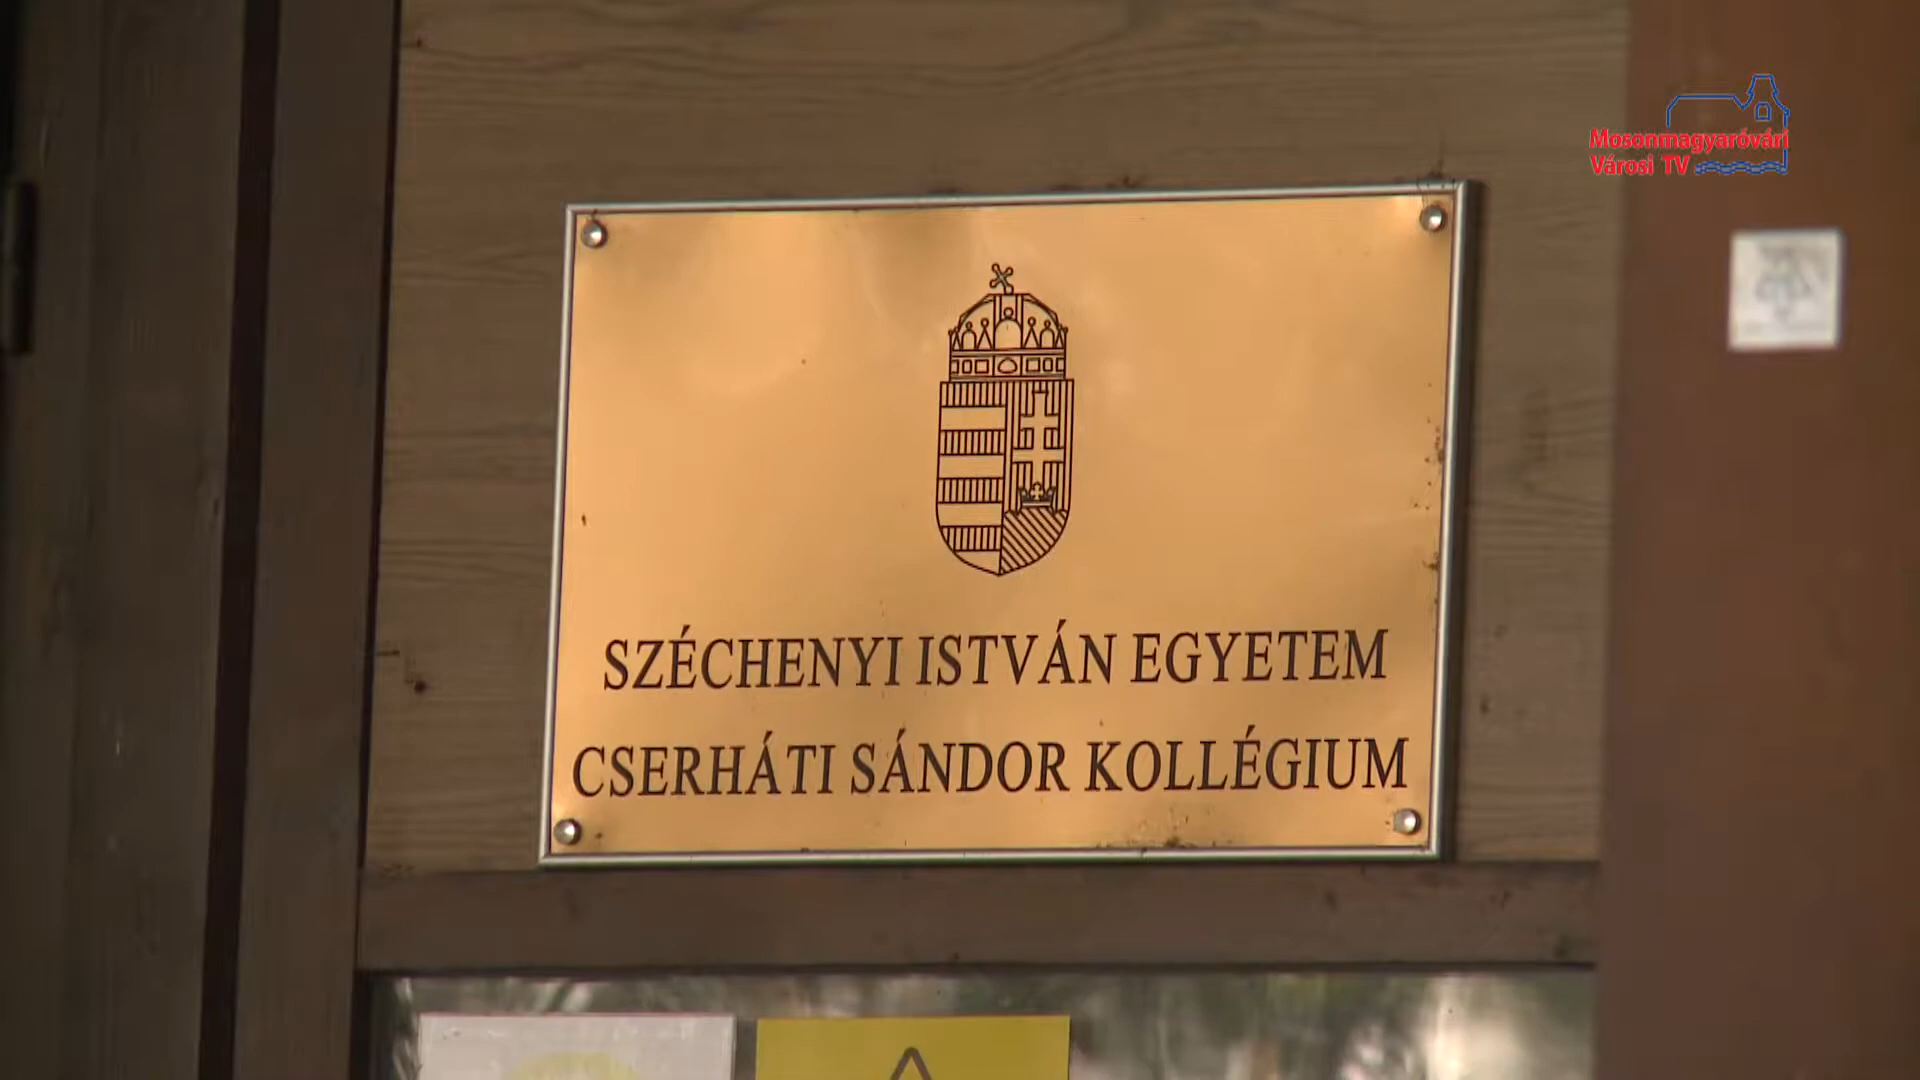 Mosonmagyaróvári
Városi TV
SZÉCHENYI ISTVÁN EGYETEM
CSERHÁTI SÁNDOR KOLLÉGIUM